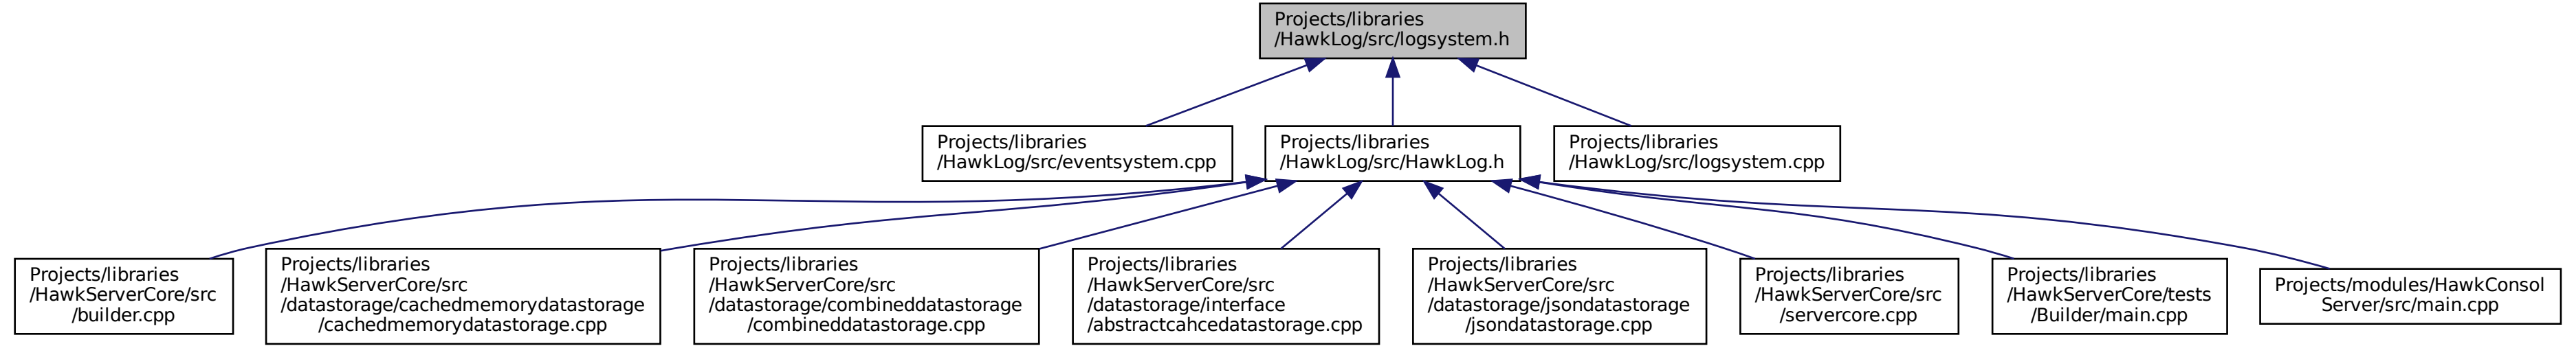 Projects/libraries
/HawkLog/src/logsystem.h
Projects/libraries
/HawkLog/src/eventsystem.cpp
Projects/libraries
/HawkLog/src/HawkLog.h
Projects/libraries
/HawkLog/src/logsystem.cpp
Projects/libraries
/HawkServerCore/src
/builder.cpp
Projects/libraries
/HawkServerCore/src
/datastorage/cachedmemorydatastorage
/cachedmemorydatastorage.cpp
Projects/libraries
/HawkServerCore/src
/datastorage/combineddatastorage
/combineddatastorage.cpp
Projects/libraries
/HawkServerCore/src
/datastorage/interface
/abstractcahcedatastorage.cpp
Projects/libraries
/HawkServerCore/src
/datastorage/jsondatastorage
/jsondatastorage.cpp
Projects/libraries
/HawkServerCore/src
/servercore.cpp
Projects/libraries
/HawkServerCore/tests
/Builder/main.cpp
Projects/modules/HawkConsol
Server/src/main.cpp